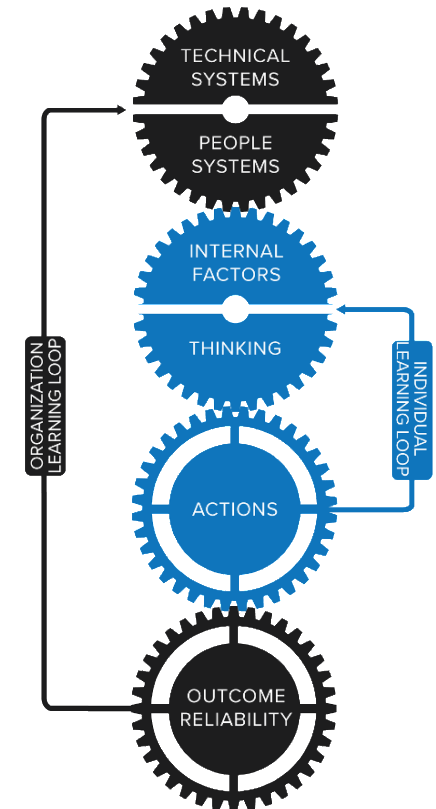 TECHNICAL
SYSTEMS
PEOPLE
SYSTEMS
INTERNAL
FACTORS
THINKING
ORGANIZATION
LEARNING LOOP
INDIVIDUAL
LEARNING LOOP
ACTIONS
OUTCOME
RELIABILITY